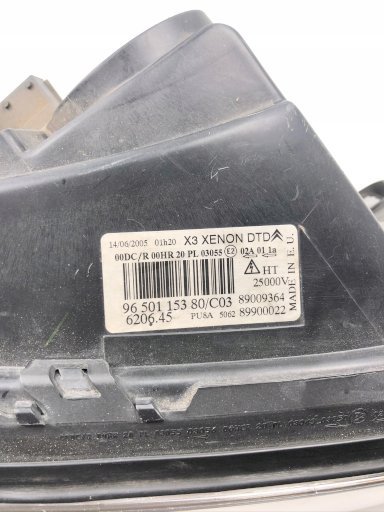 14/06/2005 01h20 X3 XENON DTD
00DC/R 00HR 20 PL 03055 E2 02A 01 1a
HT
25000V
MADE IN E.U.
96 501 153 80/C03 89009364
6206.45 PU8A 5062 89900022